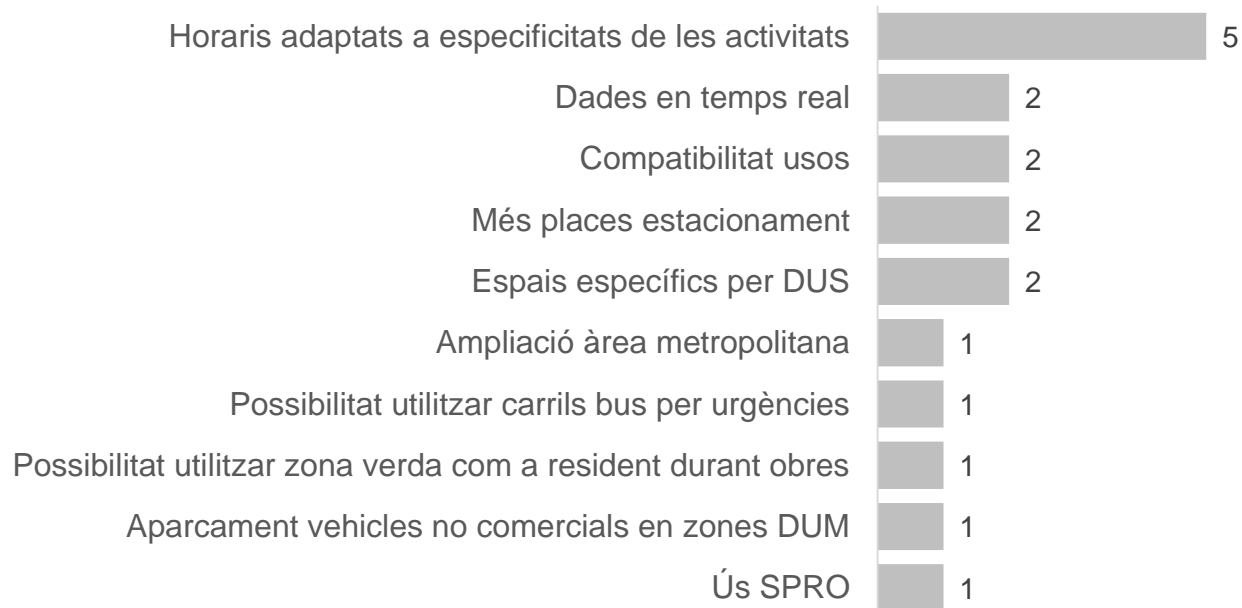 Horaris adaptats a especificitats de les activitats 5
Dades en temps real 2
Compatibilitat usos 2
Més places estacionament 2
Espais específics per DUS 2
Ampliació àrea metropolitana 1
Possibilitat utilitzar carrils bus per urgències 1
Possibilitat utilitzar zona verda com a resident durant obres 1
Aparcament vehicles no comercials en zones DUM 1
Ús SPRO 1